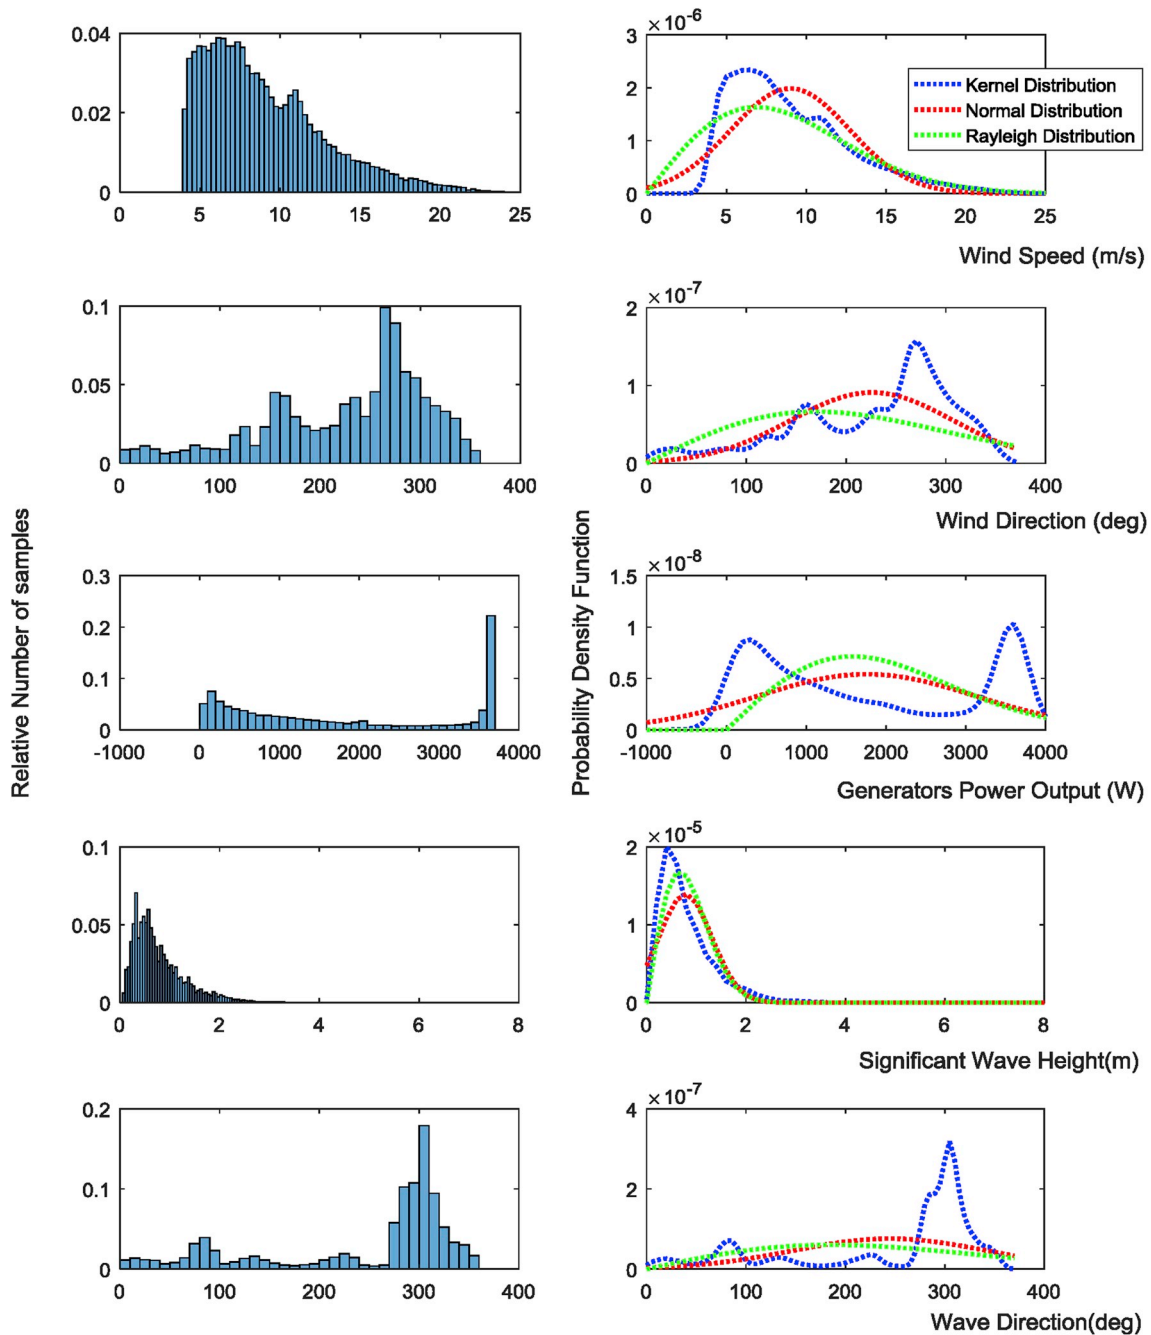 0.04
0.02
0
0 5 10 15 20 25
×10-6
3
2
1
0
0 5 10 15 20 25
Kernel Distribution
Normal Distribution
Rayleigh Distribution
Wind Speed (m/s)
0.1
0.05
0
0 100 200 300 400
×10-7
2
1
0
0 100 200 300 400
Wind Direction (deg)
Relative Number of samples
Probability Density Function
0.3
0.2
0.1
0
-1000 0 1000 2000 3000 4000
×10-8
1.5
1
0.5
0
-1000 0 1000 2000 3000 4000
Generators Power Output (W)
0.1
0.05
0
0 2 4 6 8
×10-5
2
1
0
0 2 4 6 8
Significant Wave Height(m)
0.2
0.1
0
0 100 200 300 400
×10-7
4
2
0
0 100 200 300 400
Wave Direction(deg)